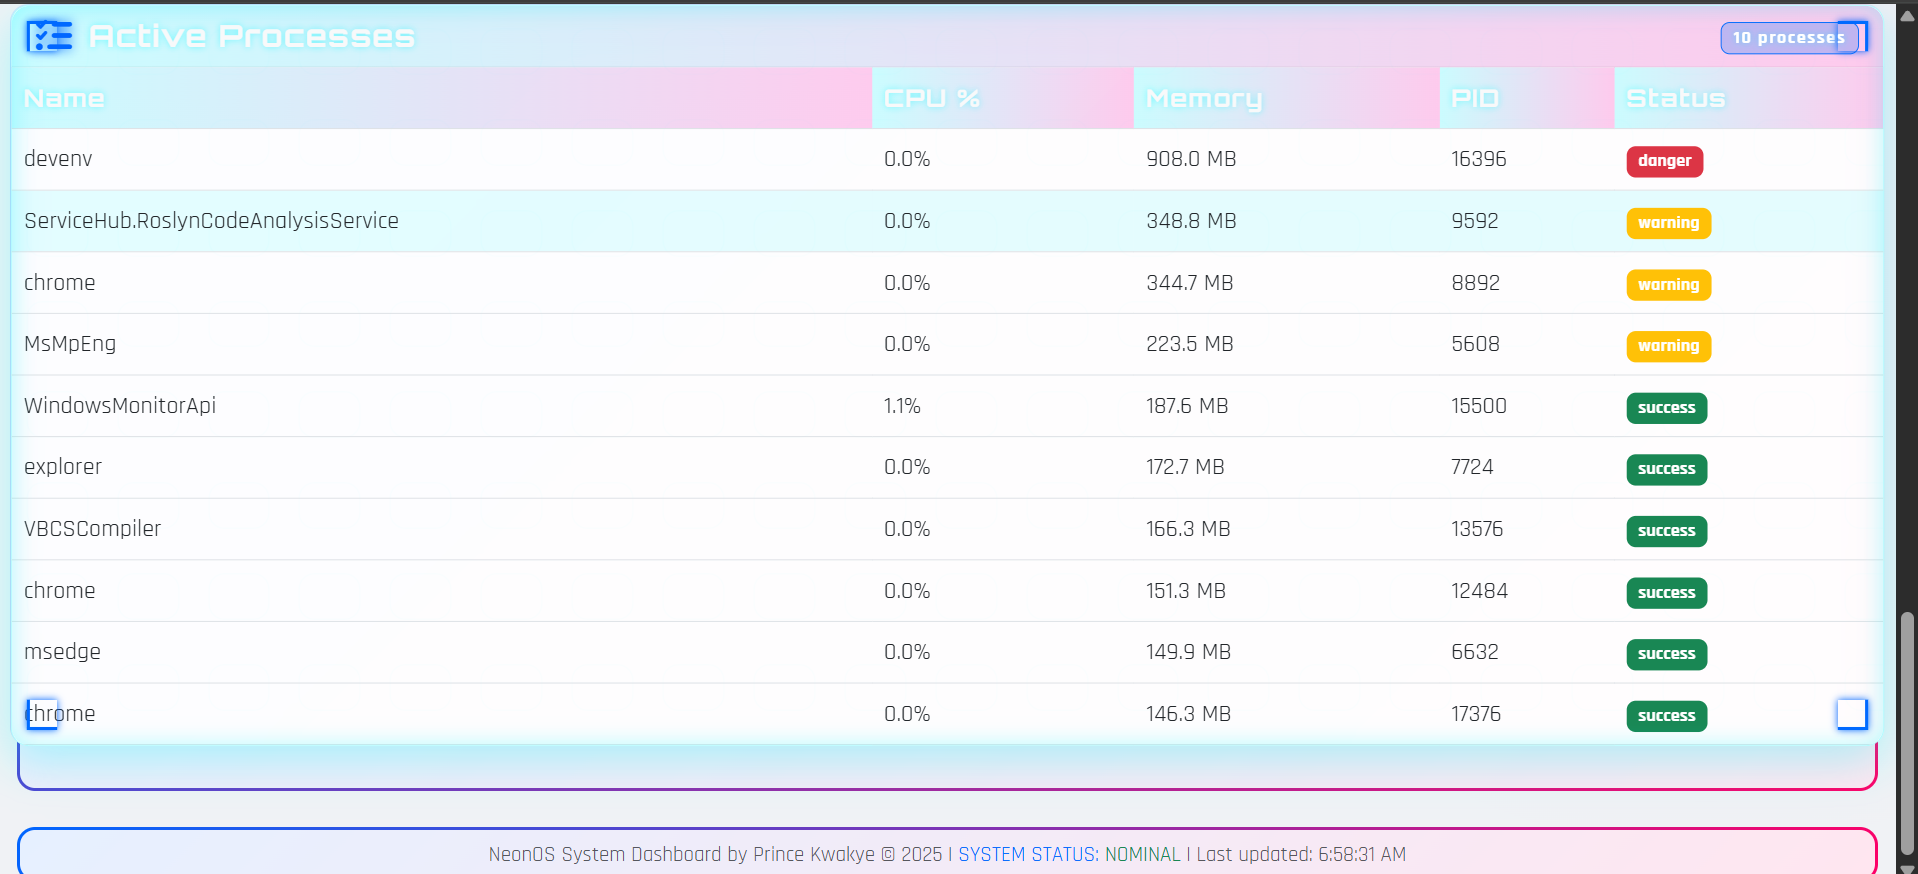 Active Processes 10 processes
Name CPU % Memory PID Status
devenv 0.0% 908.0 MB 16396 danger
ServiceHub.RoslynCodeAnalysisService 0.0% 348.8 MB 9592 warning
chrome 0.0% 344.7 MB 8892 warning
MsMpEng 0.0% 223.5 MB 5608 warning
WindowsMonitorApi 1.1% 187.6 MB 15500 success
explorer 0.0% 172.7 MB 7724 success
VBCSCompiler 0.0% 166.3 MB 13576 success
chrome 0.0% 151.3 MB 12484 success
msedge 0.0% 149.9 MB 6632 success
chrome 0.0% 146.3 MB 17376 success
NeonOS System Dashboard by Prince Kwakye © 2025 | SYSTEM STATUS: NOMINAL | Last updated: 6:58:31 AM